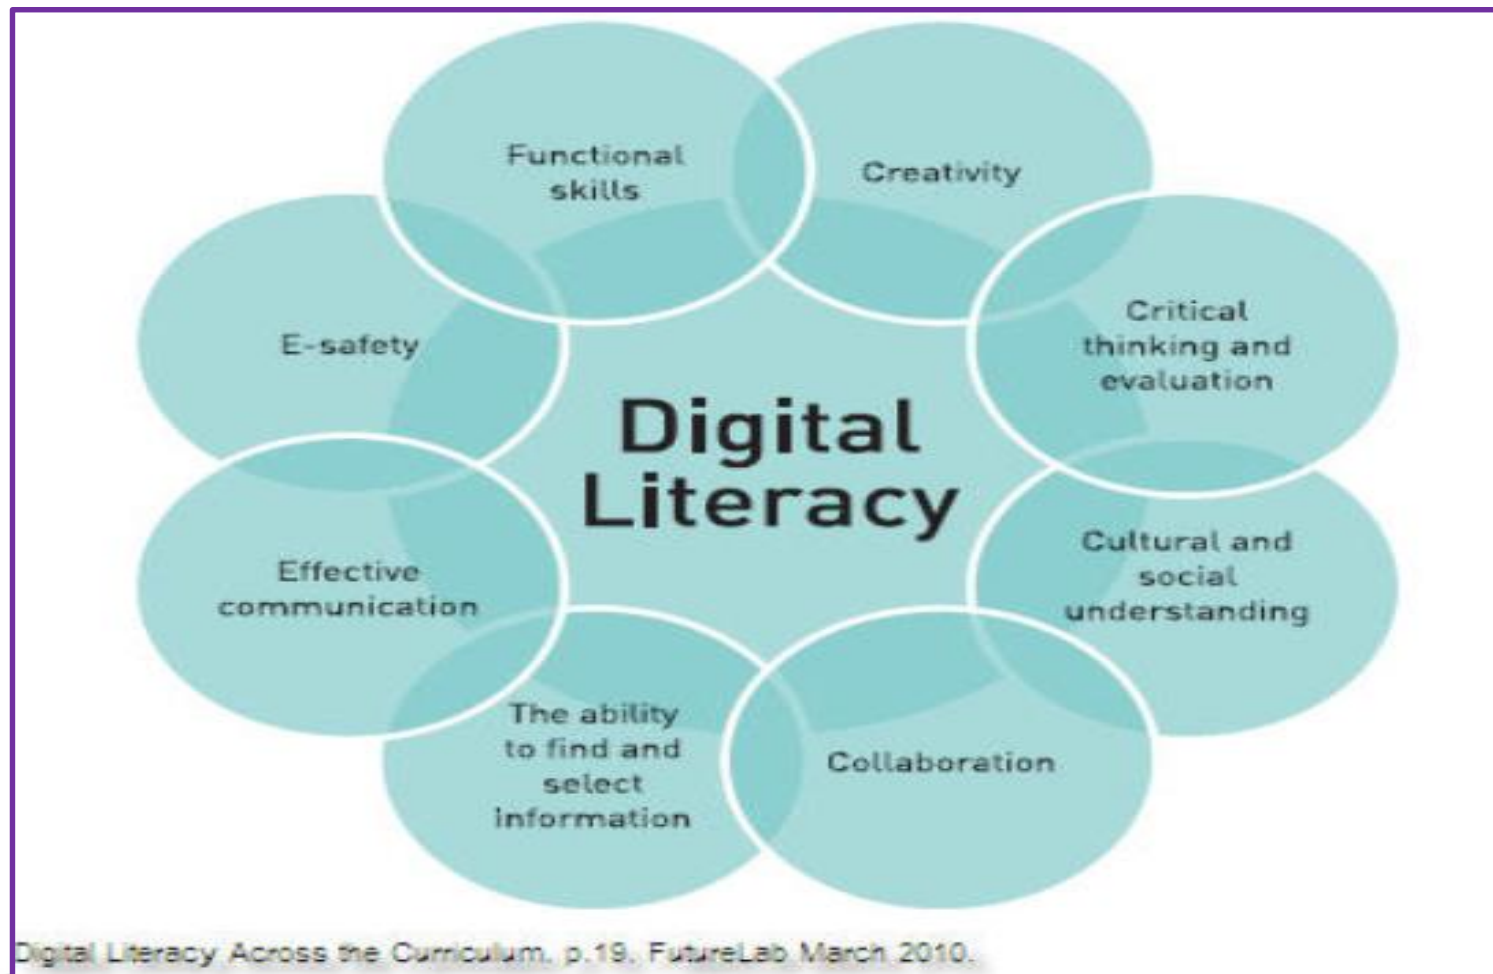 Functional
skills
Creativity
Critical
thinking and
evaluation
E-safety
Digital
Literacy
Cultural and
social
understanding
Effective
communication
The ability
to find and
select
information
Collaboration
Digital Literacy Across the Curriculum. p.19. FutureLab March 2010.